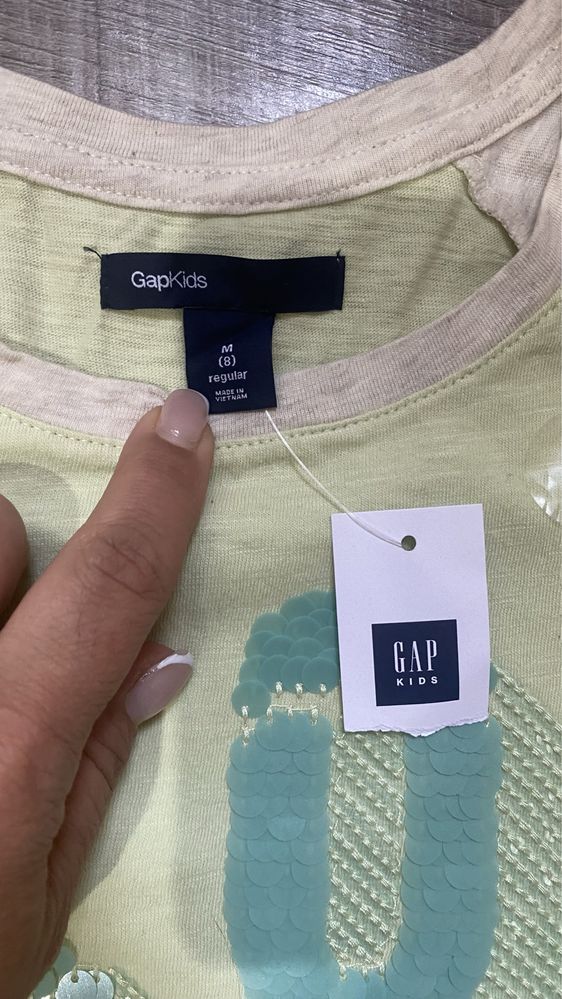 GapKids
M
(8)
regular
MADE IN
VIETNAM
GAP
KIDS